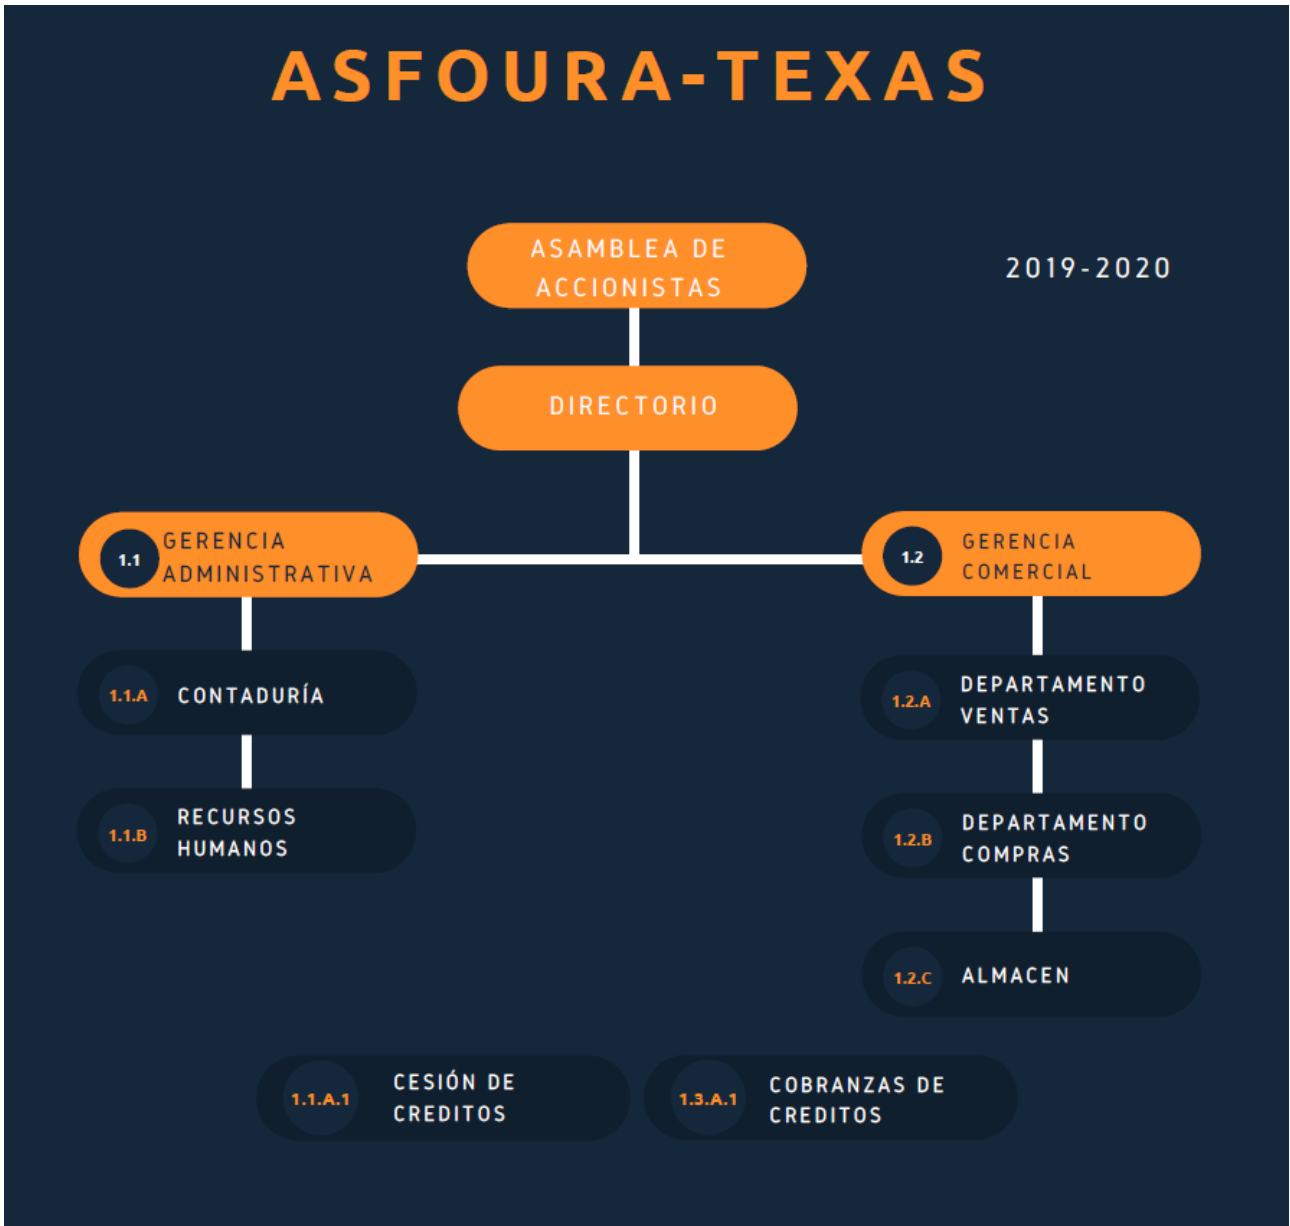 ASFOURA-TEXAS
ASAMBLEA DE
ACCIONISTAS
2019-2020
DIRECTORIO
1.1
GERENCIA
ADMINISTRATIVA
1.2
GERENCIA
COMERCIAL
1.1.A
CONTADURÍA
1.2.A
DEPARTAMENTO
VENTAS
1.1.B
RECURSOS
HUMANOS
1.2.B
DEPARTAMENTO
COMPRAS
1.2.C
ALMACEN
1.1.A.1
CESIÓN DE
CREDITOS
1.3.A.1
COBRANZAS DE
CREDITOS